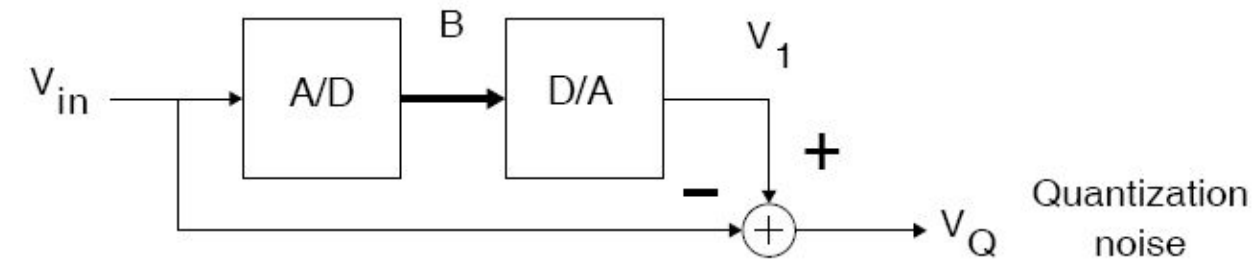 B
V1
Vin
A/D
D/A
+
−
+
VQ
Quantization
noise